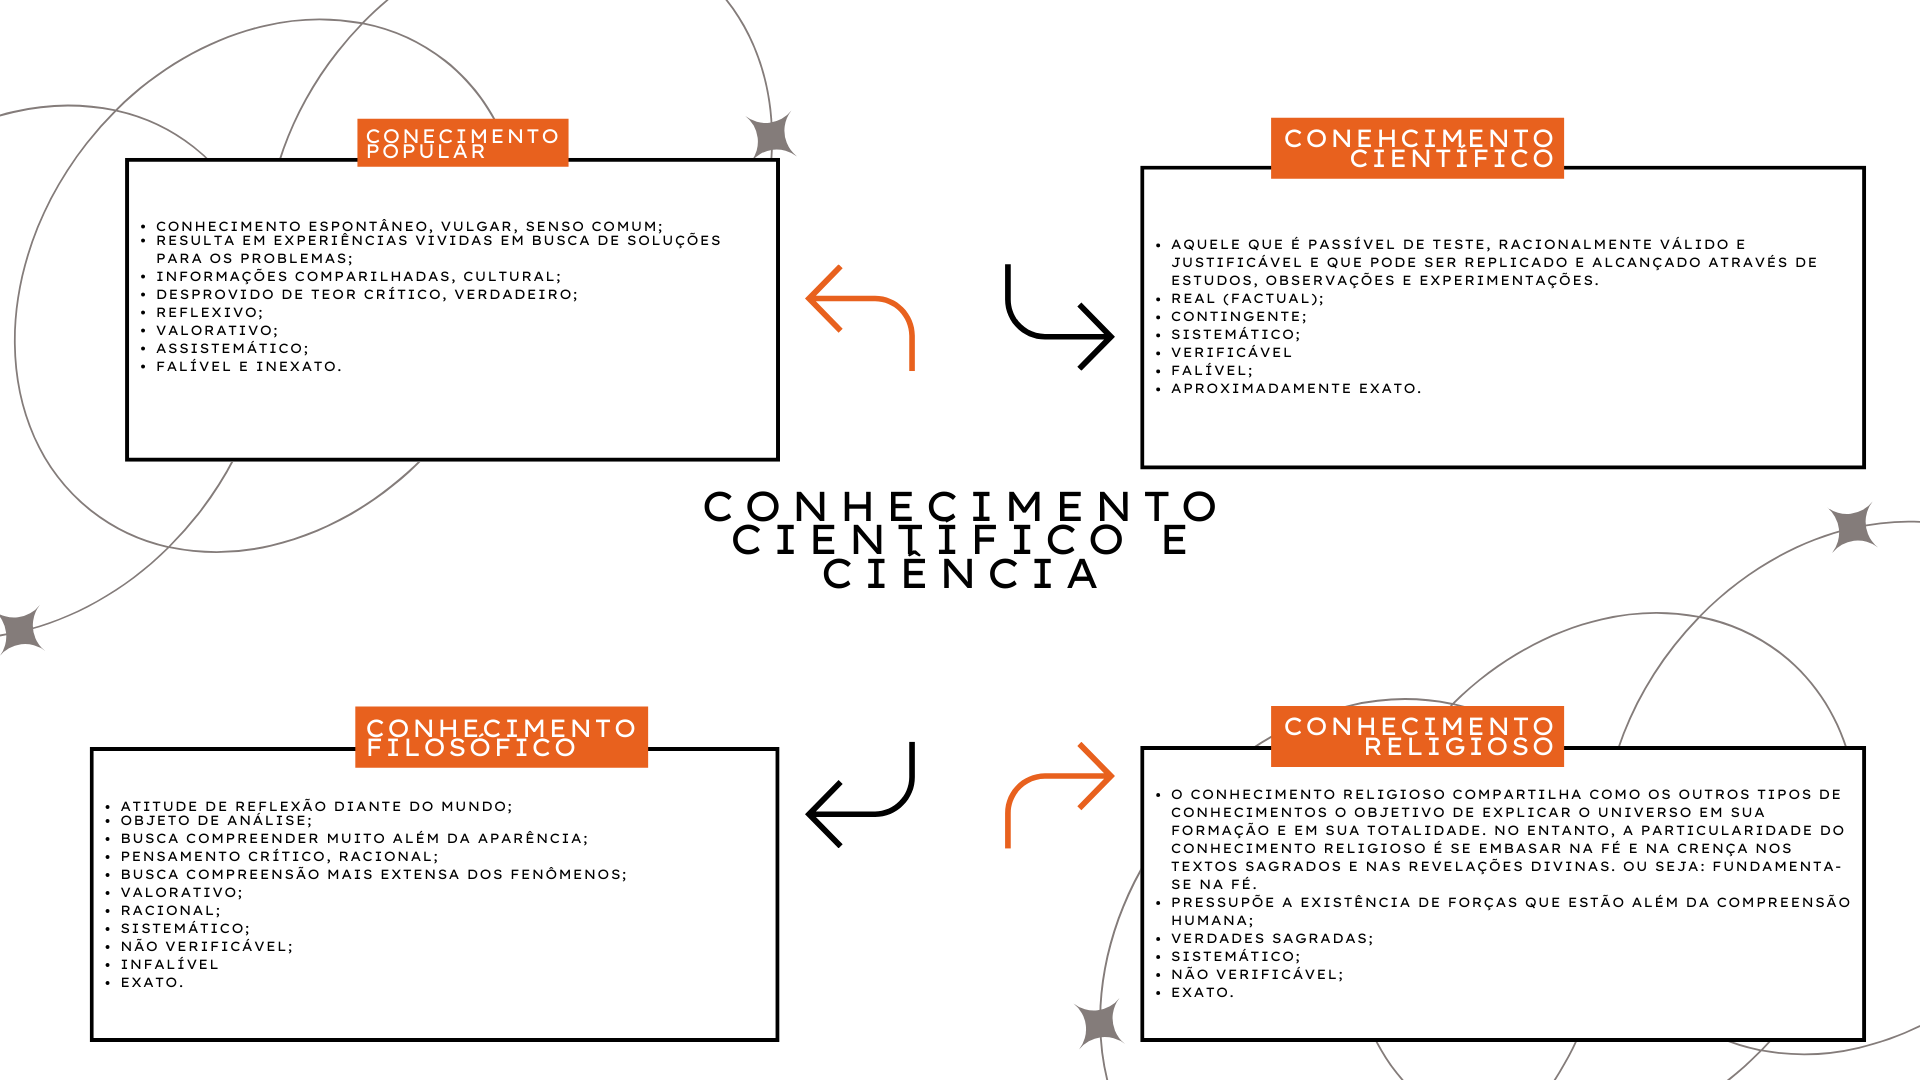 CONECIMENTO
POPULAR
• CONHECIMENTO ESPONTÂNEO, VULGAR, SENSO COMUM;
• RESULTA EM EXPERIÊNCIAS VIVIDAS EM BUSCA DE SOLUÇÕES
PARA OS PROBLEMAS;
• INFORMAÇÕES COMPARILHADAS, CULTURAL;
• DESPROVIDO DE TEOR CRÍTICO, VERDADEIRO;
• REFLEXIVO;
• VALORATIVO;
• ASSISTEMÁTICO;
• FALÍVEL E INEXATO.
CONEHCIMENTO
CIENTÍFICO
• AQUELE QUE É PASSÍVEL DE TESTE, RACIONALMENTE VÁLIDO E
JUSTIFICÁVEL E QUE PODE SER REPLICADO E ALCANÇADO ATRAVÉS DE
ESTUDOS, OBSERVAÇÕES E EXPERIMENTAÇÕES.
• REAL (FACTUAL);
• CONTINGENTE;
• SISTEMÁTICO;
• VERIFICÁVEL
• FALÍVEL;
• APROXIMADAMENTE EXATO.
CONHECIMENTO
CIENTÍFICO E
CIÊNCIA
CONHECIMENTO
FILOSÓFICO
• ATITUDE DE REFLEXÃO DIANTE DO MUNDO;
• OBJETO DE ANÁLISE;
• BUSCA COMPREENDER MUITO ALÉM DA APARÊNCIA;
• PENSAMENTO CRÍTICO, RACIONAL;
• BUSCA COMPREENSÃO MAIS EXTENSA DOS FENÔMENOS;
• VALORATIVO;
• RACIONAL;
• SISTEMÁTICO;
• NÃO VERIFICÁVEL;
• INFALÍVEL
• EXATO.
CONHECIMENTO
RELIGIOSO
• O CONHECIMENTO RELIGIOSO COMPARTILHA COMO OS OUTROS TIPOS DE
CONHECIMENTOS O OBJETIVO DE EXPLICAR O UNIVERSO EM SUA
FORMAÇÃO E EM SUA TOTALIDADE. NO ENTANTO, A PARTICULARIDADE DO
CONHECIMENTO RELIGIOSO É SE EMBASAR NA FÉ E NA CRENÇA NOS
TEXTOS SAGRADOS E NAS REVELAÇÕES DIVINAS. OU SEJA: FUNDAMENTA-
SE NA FÉ.
• PRESSUPÕE A EXISTÊNCIA DE FORÇAS QUE ESTÃO ALÉM DA COMPREENSÃO
HUMANA;
• VERDADES SAGRADAS;
• SISTEMÁTICO;
• NÃO VERIFICÁVEL;
• EXATO.